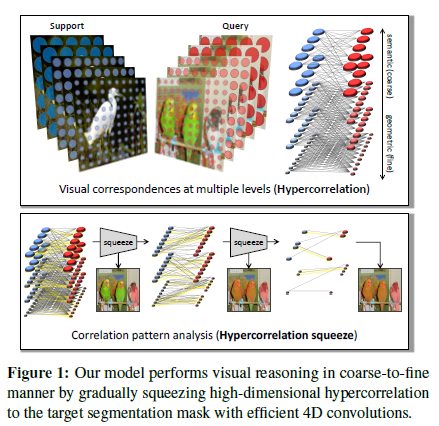 Support
Query
semantic (coarse)
geometric (fine)
Visual correspondences at multiple levels (Hypercorrelation)
squeeze
squeeze
Correlation pattern analysis (Hypercorrelation squeeze)
Figure 1: Our model performs visual reasoning in coarse-to-fine
manner by gradually squeezing high-dimensional hypercorrelation
to the target segmentation mask with efficient 4D convolutions.